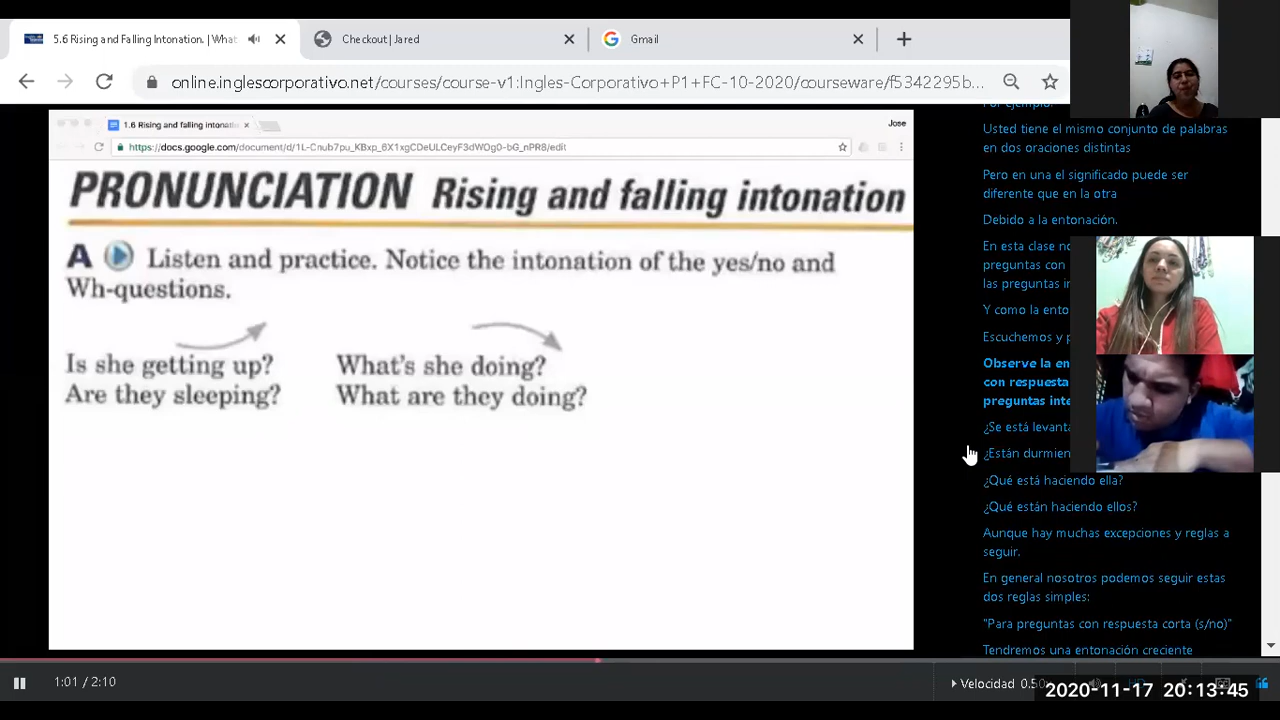 5.6 Rising and Falling Intonation. | What
Checkout | Jared
Gmail
online.inglescorporativo.net/courses/course-v1:Ingles-Corporativo+P1+FC-10-2020/courseware/f5342295b...
1.6 Rising and falling intonati
Jose
https://docs.google.com/document/d/1L-Cnub7pu_KBxp_6X1xgCDeULCeyF3dWOg0-bG_nPR8/edit
PRONUNCIATION Rising and falling intonation
A Listen and practice. Notice the intonation of the yes/no and
Wh-questions.
Is she getting up? What's she doing?
Are they sleeping? What are they doing?
Por ejemplo:
Usted tiene el mismo conjunto de palabras
en dos oraciones distintas
Pero en una el significado puede ser
diferente que en la otra
Debido a la entonación.
En esta clase no
preguntas con
las preguntas in
Y como la ento
Escuchemos y p
Observe la en
con respuesta
preguntas inte
¿Se está levanta
¿Están durmien
¿Qué está haciendo ella?
¿Qué están haciendo ellos?
Aunque hay muchas excepciones y reglas a
seguir.
En general nosotros podemos seguir estas
dos reglas simples:
"Para preguntas con respuesta corta (s/no)"
Tendremos una entonación creciente
1:01 / 2:10
Velocidad 0.50x
HD
2020-11-17 20:13:45